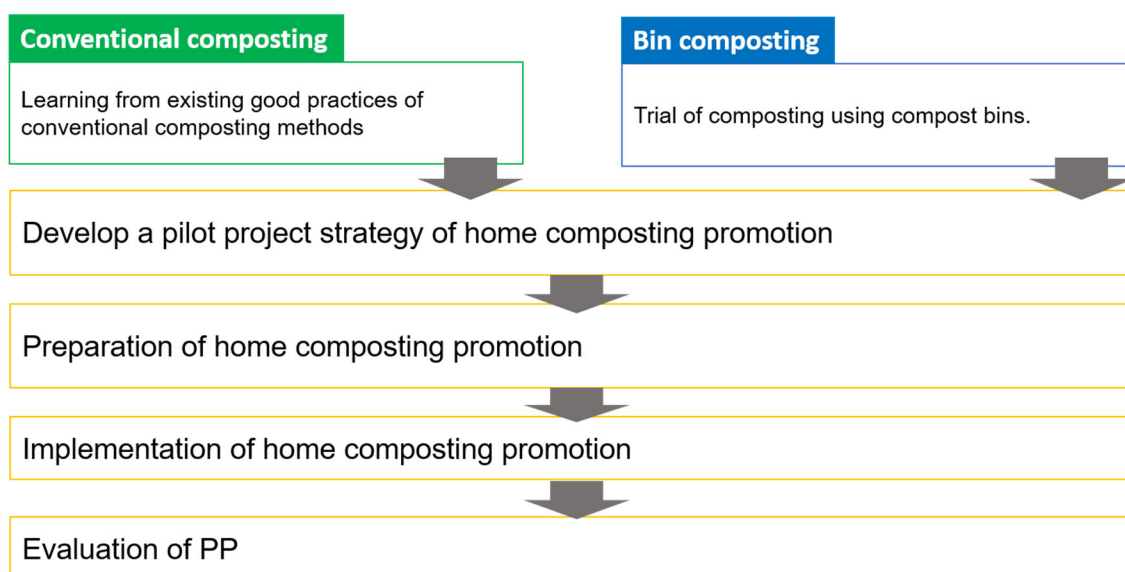 Conventional composting
Learning from existing good practices of
conventional composting methods
Bin composting
Trial of composting using compost bins.
Develop a pilot project strategy of home composting promotion
Preparation of home composting promotion
Implementation of home composting promotion
Evaluation of PP